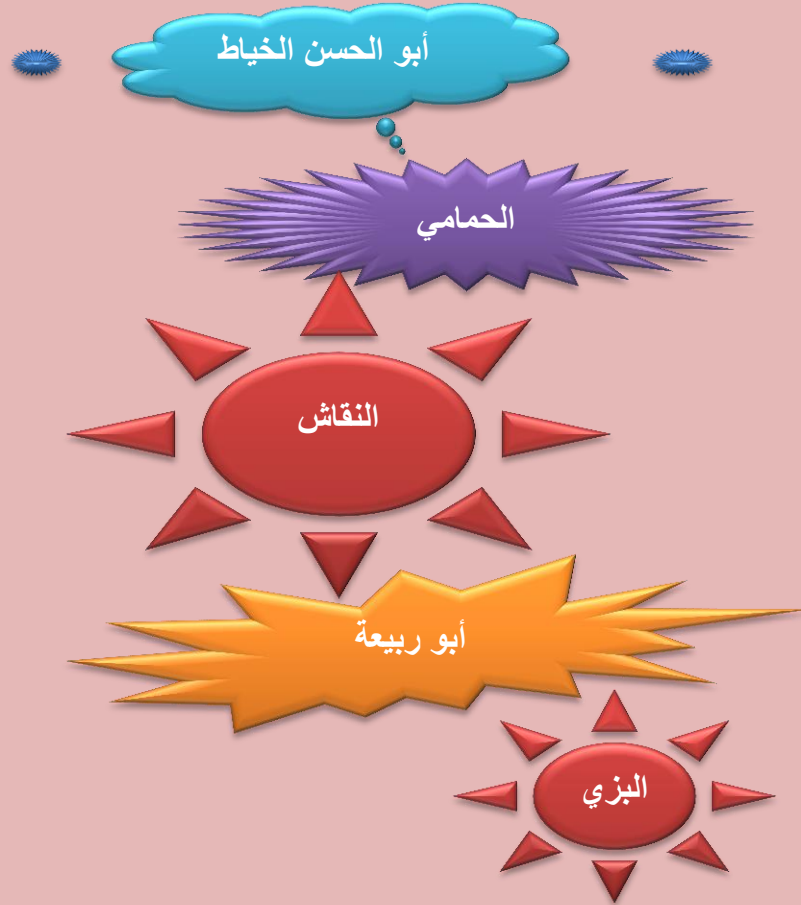 أبو الحسن الخياط
الحمامي
النقاش
أبو ربيعة
البزي